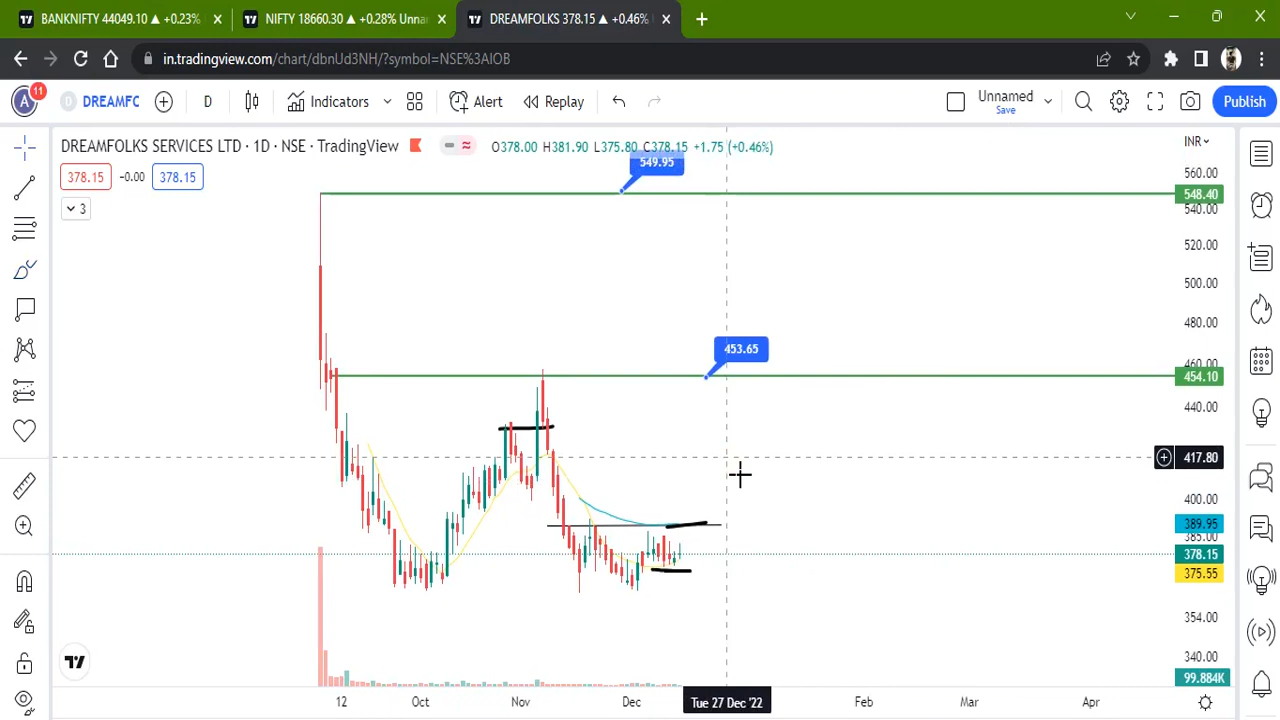 BANKNIFTY 44049.10 ▲ +0.23%
NIFTY 18660.30 ▲ +0.28% Unna
DREAMFOLKS 378.15 ▲ +0.46%
in.tradingview.com/chart/dbnUd3NH/?symbol=NSE%3AIOB
A 11
D DREAMFC
D
Indicators
Alert
Replay
Unnamed
Save
Publish
DREAMFOLKS SERVICES LTD · 1D · NSE · TradingView
O378.00 H381.90 L375.80 C378.15 +1.75 (+0.46%)
INR
378.15 -0.00 378.15
3
549.95
453.65
560.00
548.40
540.00
520.00
500.00
480.00
460.00
454.10
440.00
417.80
400.00
389.95
385.00
378.15
375.55
354.00
340.00
99.884K
12 Oct Nov Dec Tue 27 Dec '22 Feb Mar Apr